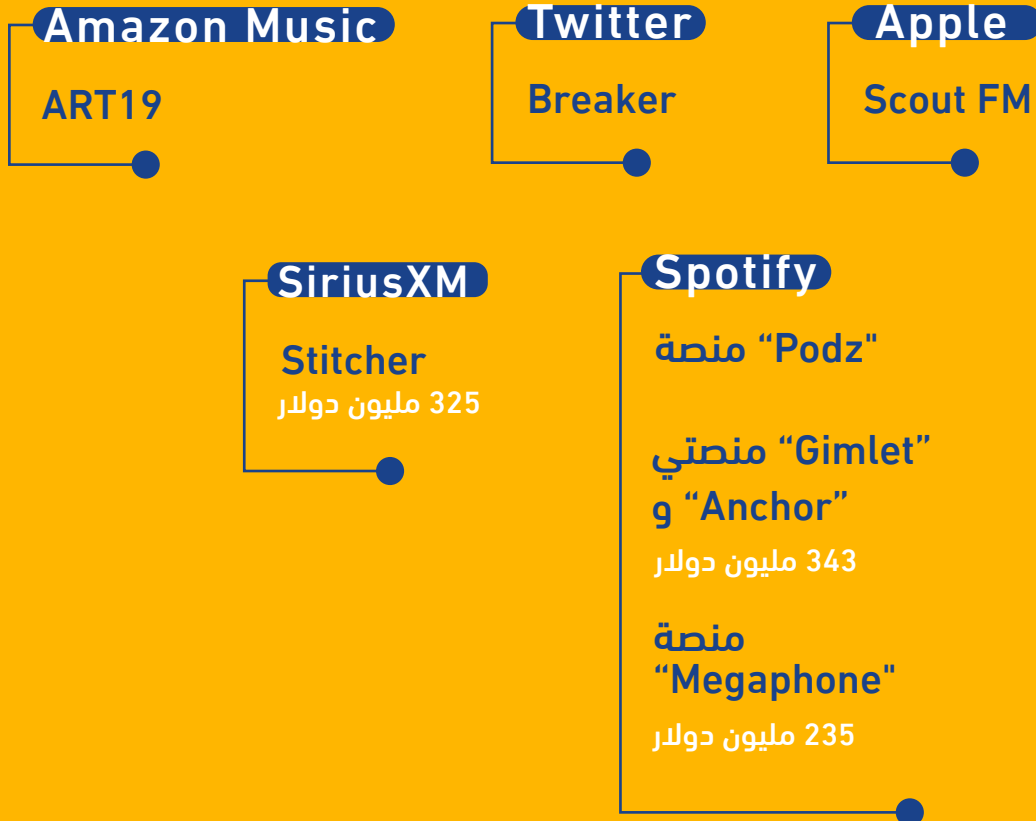 Amazon Music
ART19
Twitter
Breaker
Apple
Scout FM
SiriusXM
Stitcher
325 مليون دولار
Spotify
منصة “Podz"
منصتي “Gimlet”
و “Anchor”
343 مليون دولار
منصة
“Megaphone"
235 مليون دولار